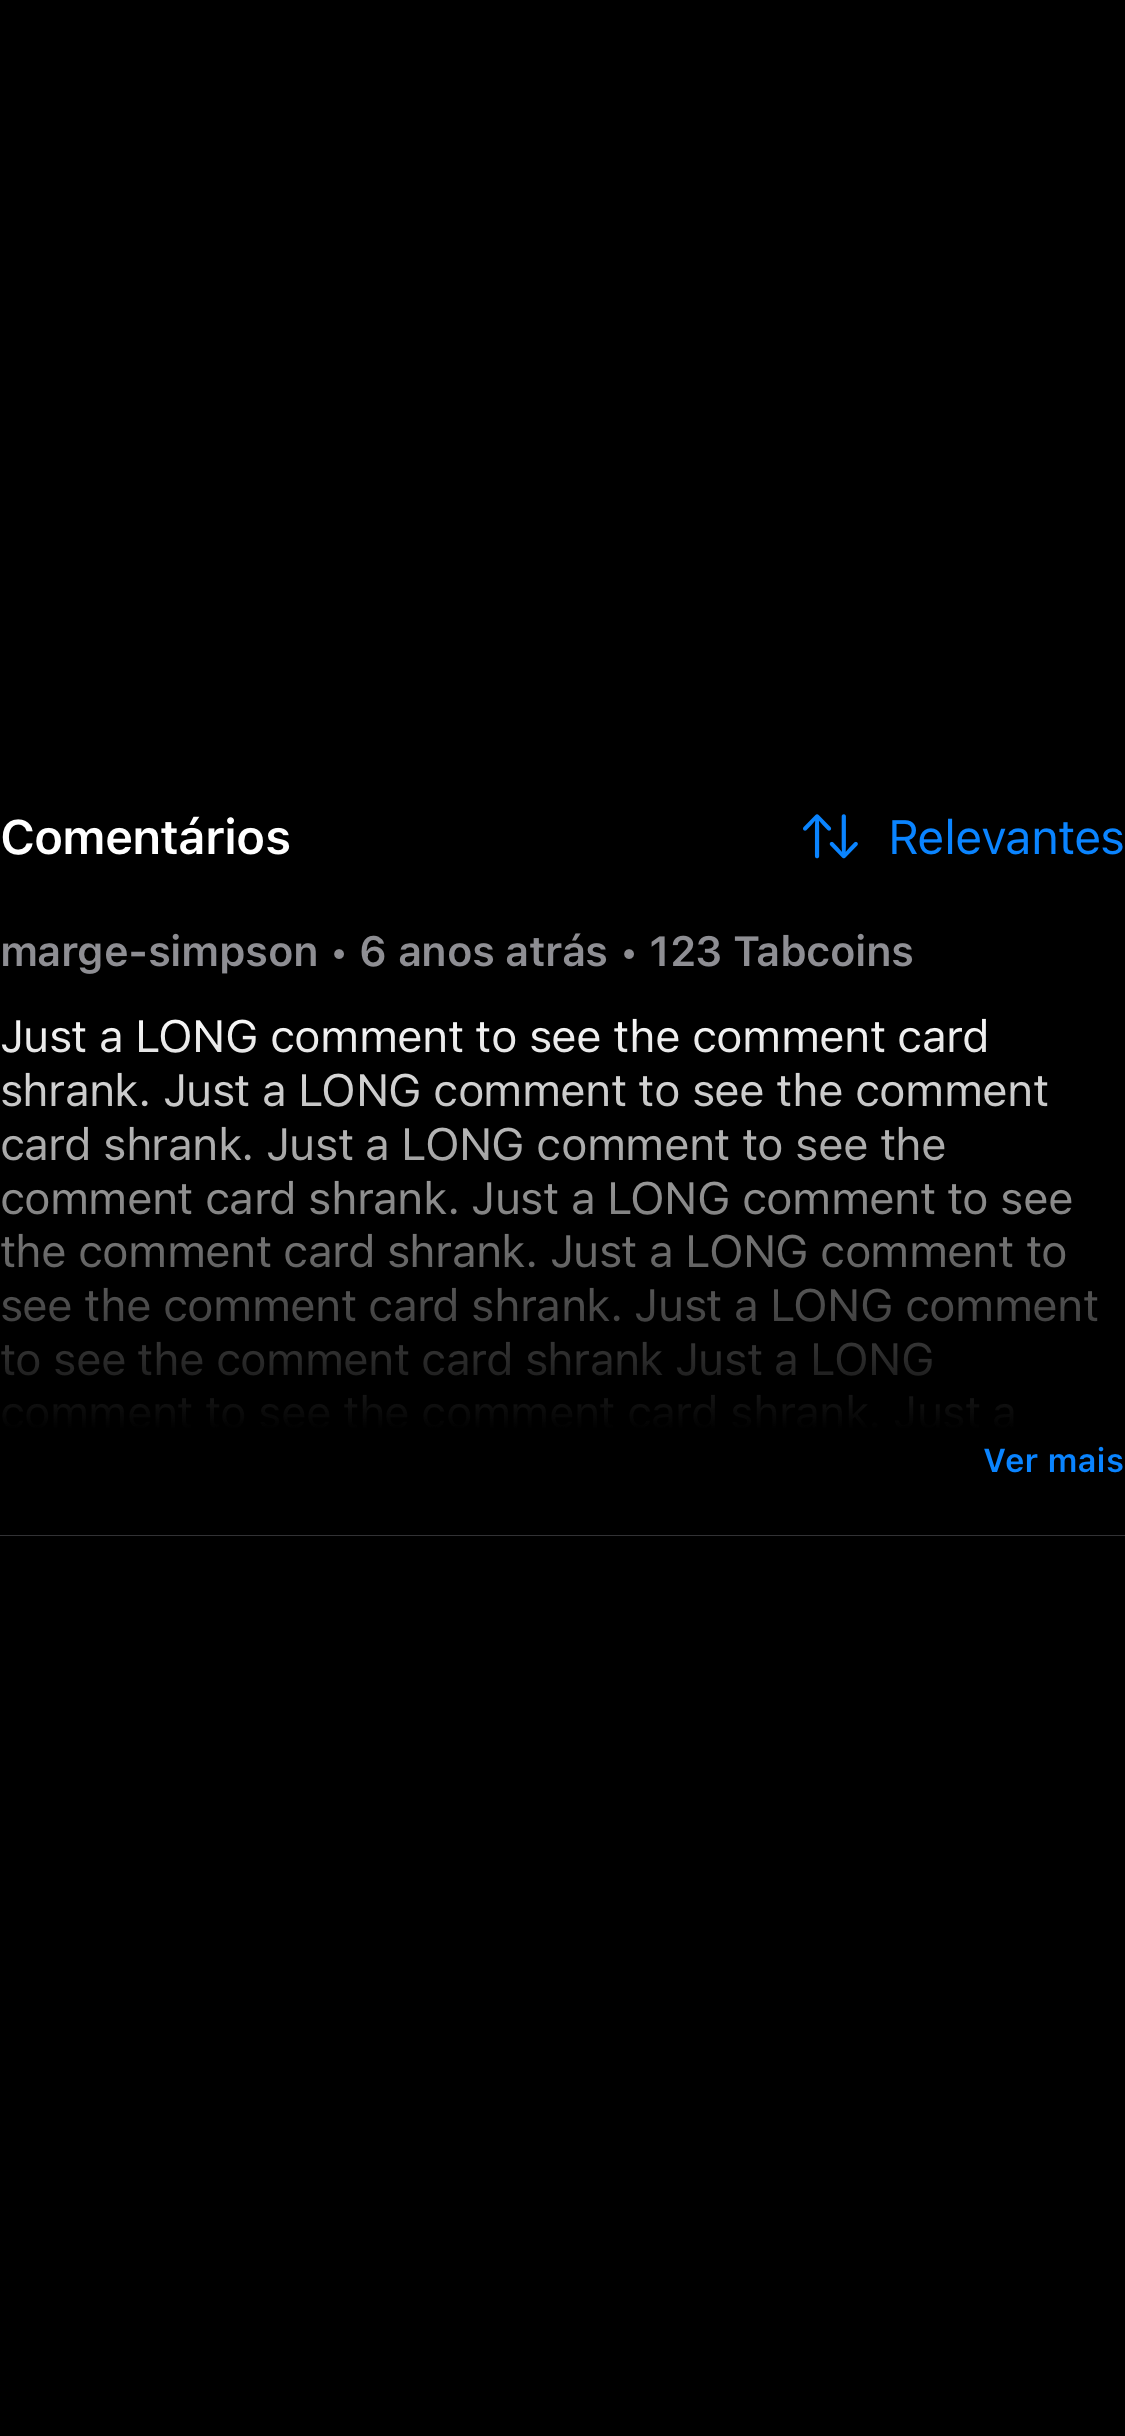 Comentários
Relevantes
marge-simpson • 6 anos atrás • 123 Tabcoins
Just a LONG comment to see the comment card
shrank. Just a LONG comment to see the comment
card shrank. Just a LONG comment to see the
comment card shrank. Just a LONG comment to see
the comment card shrank. Just a LONG comment to
see the comment card shrank. Just a LONG comment
to see the comment card shrank Just a LONG
comment to see the comment card shrank. Just a
Ver mais